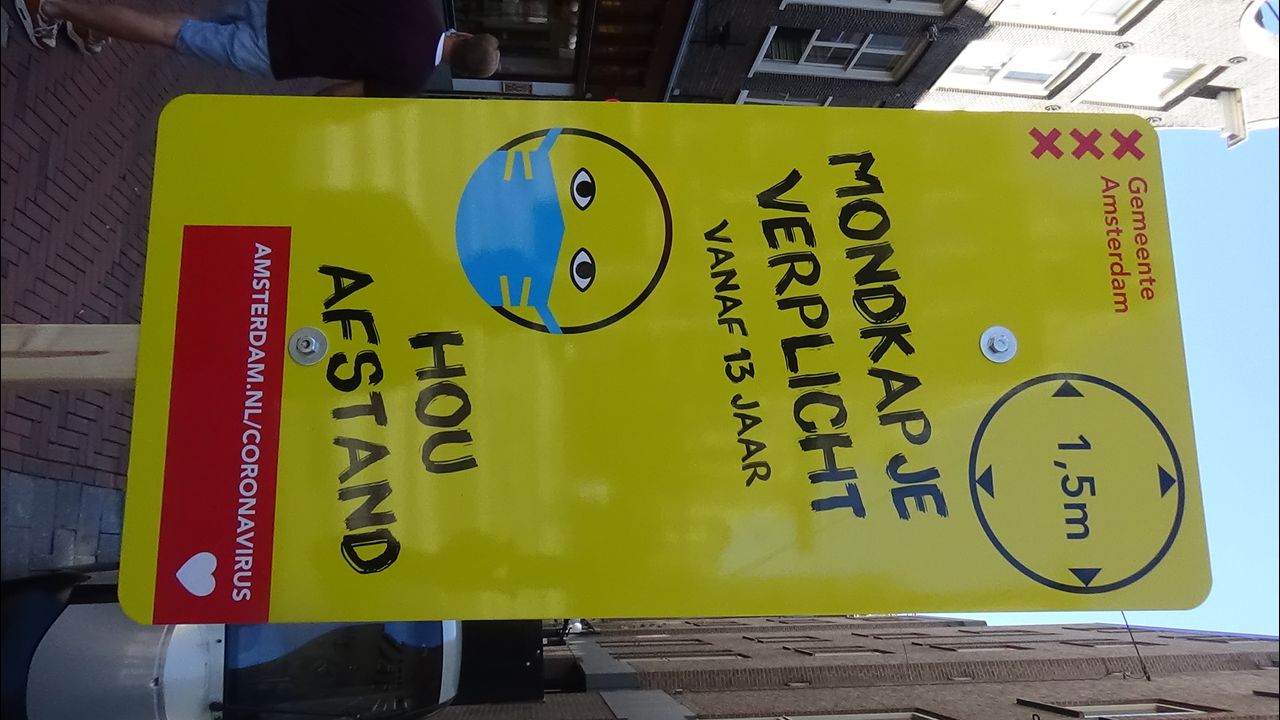 Gemeente
Amsterdam
1,5m
MONDKAPJE
VERPLICHT
VANAF 13 JAAR
HOU
AFSTAND
AMSTERDAM.NL/CORONAVIRUS